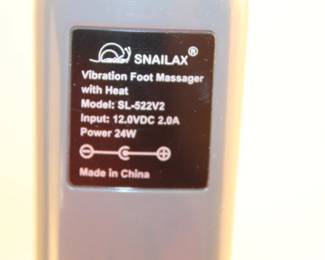 SNAILAX®
Vibration Foot Massager
with Heat
Model: SL-522V2
Input: 12.0VDC 2.0A
Power 24W
Made in China